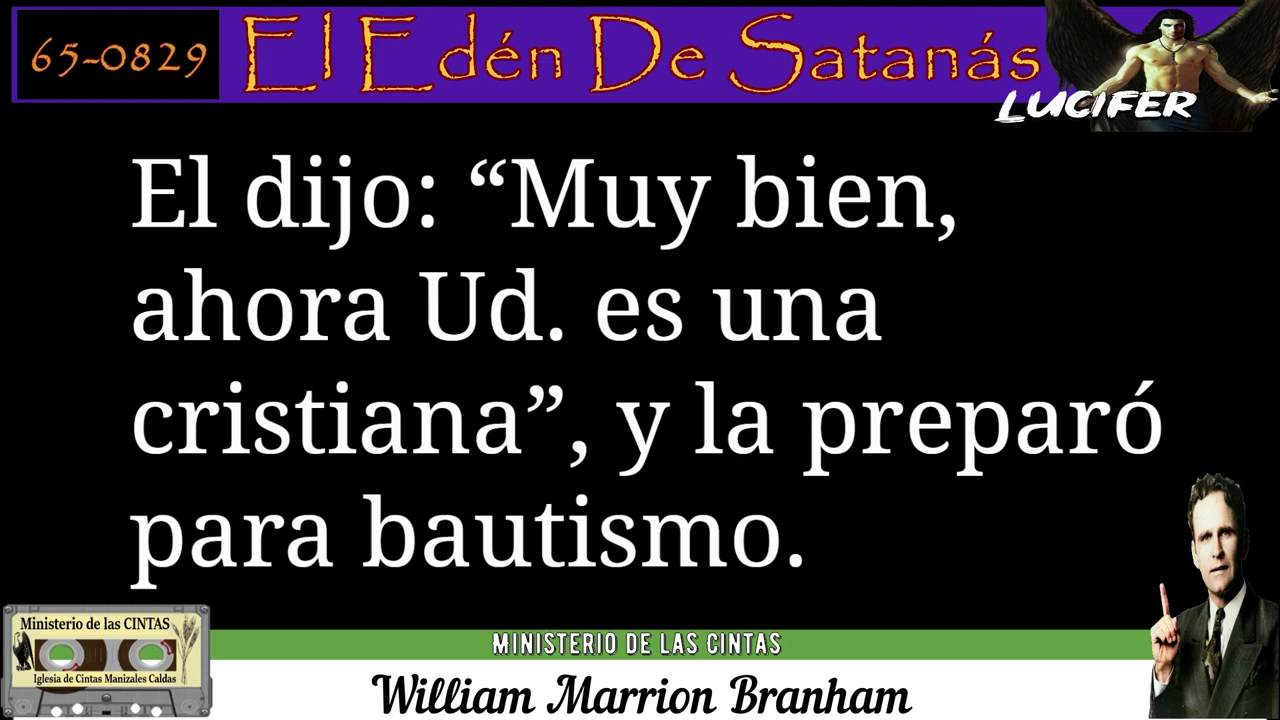 65-0829
El Edén De Satanás
LUCIFER
El dijo: “Muy bien,
ahora Ud. es una
cristiana”, y la preparó
para bautismo.
Ministerio de las CINTAS
Iglesia de Cintas Manizales Caldas
MINISTERIO DE LAS CINTAS
William Marrion Branham